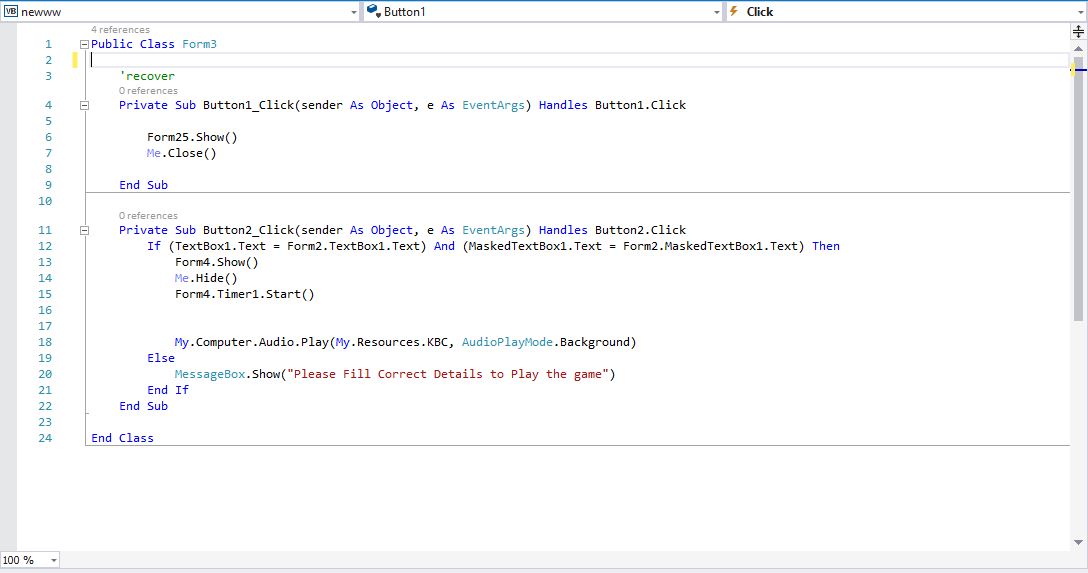 newww Button1 Click
4 references
1 Public Class Form3
2
3 'recover
0 references
4 Private Sub Button1_Click(sender As Object, e As EventArgs) Handles Button1.Click
5
6 Form25.Show()
7 Me.Close()
8
9 End Sub
10
0 references
11 Private Sub Button2_Click(sender As Object, e As EventArgs) Handles Button2.Click
12 If (TextBox1.Text = Form2.TextBox1.Text) And (MaskedTextBox1.Text = Form2.MaskedTextBox1.Text) Then
13 Form4.Show()
14 Me.Hide()
15 Form4.Timer1.Start()
16
17
18 My.Computer.Audio.Play(My.Resources.KBC, AudioPlayMode.Background)
19 Else
20 MessageBox.Show("Please Fill Correct Details to Play the game")
21 End If
22 End Sub
23
24 End Class
100 %